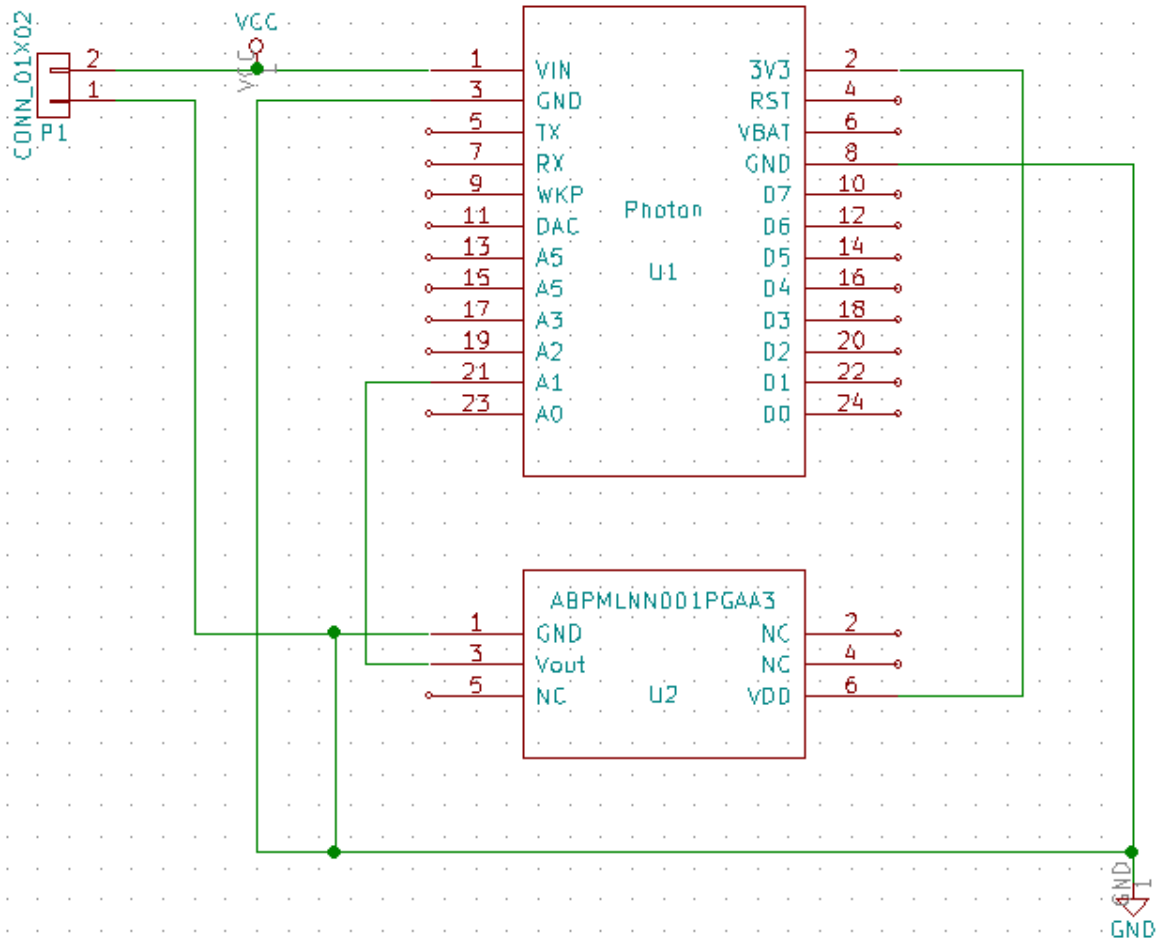 CONN_01X02
2
1
P1
VCC
VCC
1
Photon
U1
1 VIN 3V3 2
3 GND RST 4
5 TX VBAT 6
7 RX GND 8
9 WKP D7 10
11 DAC D6 12
13 A5 D5 14
15 A5 D4 16
17 A3 D3 18
19 A2 D2 20
21 A1 D1 22
23 A0 D0 24
ABPMLNN001PGAA3
1 GND NC 2
3 Vout NC 4
5 NC U2 VDD 6
GND
1
GND